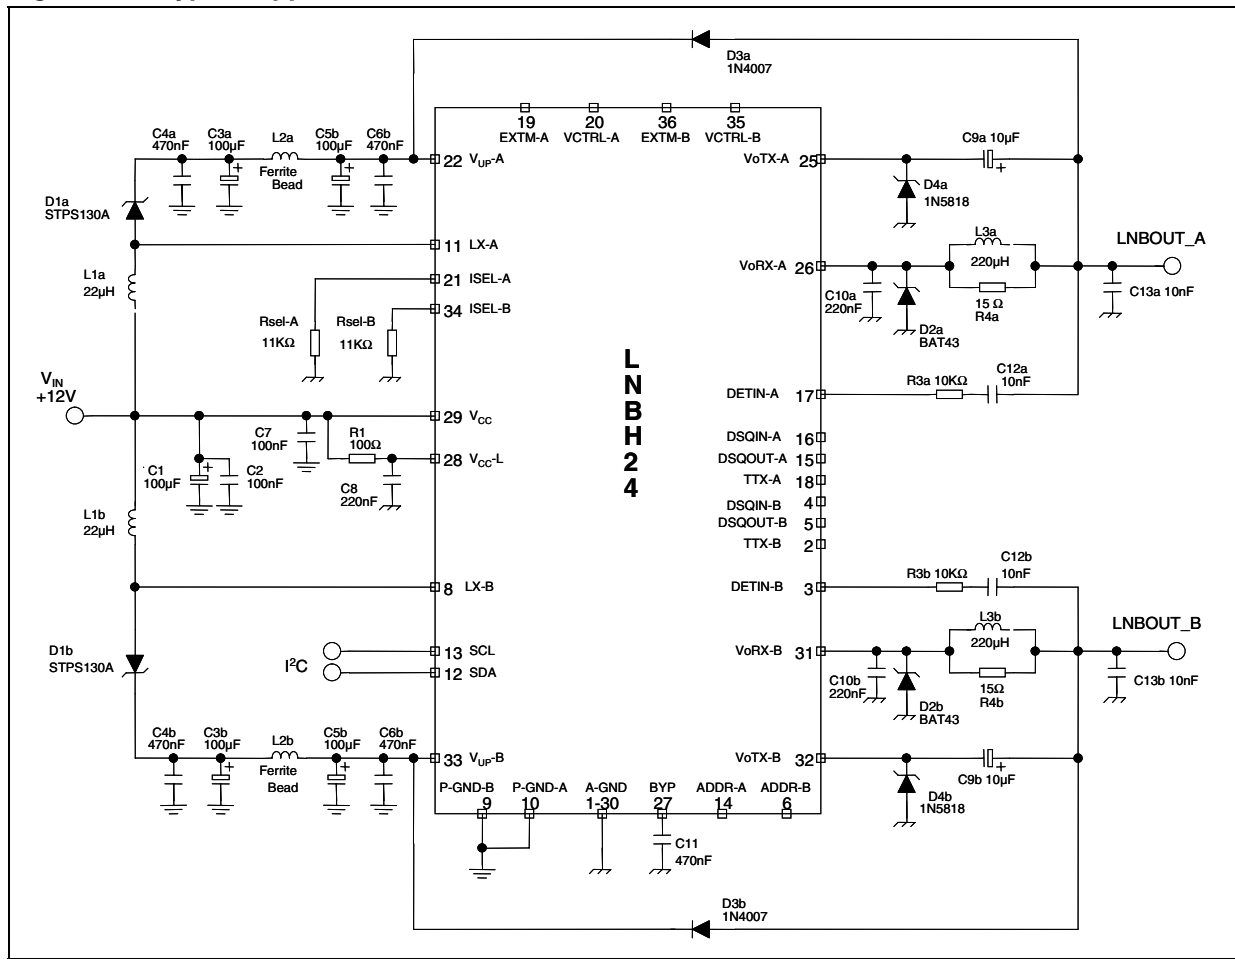 D3a
1N4007
C4a
470nF
C3a
100µF
L2a
Ferrite
Bead
C5b
100µF
C6b
470nF
19
EXTM-A
20
VCTRL-A
36
EXTM-B
35
VCTRL-B
22 VUP-A
VoTX-A 25
C9a 10µF
+
+
+
D4a
1N5818
D1a
STPS130A
11 LX-A
21 ISEL-A
34 ISEL-B
L1a
22µH
Rsel-A
11KΩ
Rsel-B
11KΩ
VoRX-A 26
L3a
220µH
15 Ω
R4a
C10a
220nF
D2a
BAT43
LNBOUT_A
C13a 10nF
L
N
B
H
2
4
VIN
+12V
29 VCC
28 VCC-L
C7
100nF
R1
100Ω
C8
220nF
C1
100µF
+
C2
100nF
DETIN-A 17
R3a 10KΩ
C12a
10nF
DSQIN-A 16
DSQOUT-A 15
TTX-A 18
DSQIN-B 4
DSQOUT-B 5
TTX-B 2
L1b
22µH
8 LX-B
DETIN-B 3
R3b 10KΩ
C12b
10nF
D1b
STPS130A
I2C
13 SCL
12 SDA
VoRX-B 31
L3b
220µH
15Ω
R4b
C10b
220nF
D2b
BAT43
LNBOUT_B
C13b 10nF
C4b
470nF
C3b
100µF
L2b
Ferrite
Bead
C5b
100µF
C6b
470nF
+
+
33 VUP-B
VoTX-B 32
C9b 10µF
+
D4b
1N5818
P-GND-B
9
P-GND-A
10
A-GND
1-30
BYP
27
ADDR-A
14
ADDR-B
6
C11
470nF
D3b
1N4007